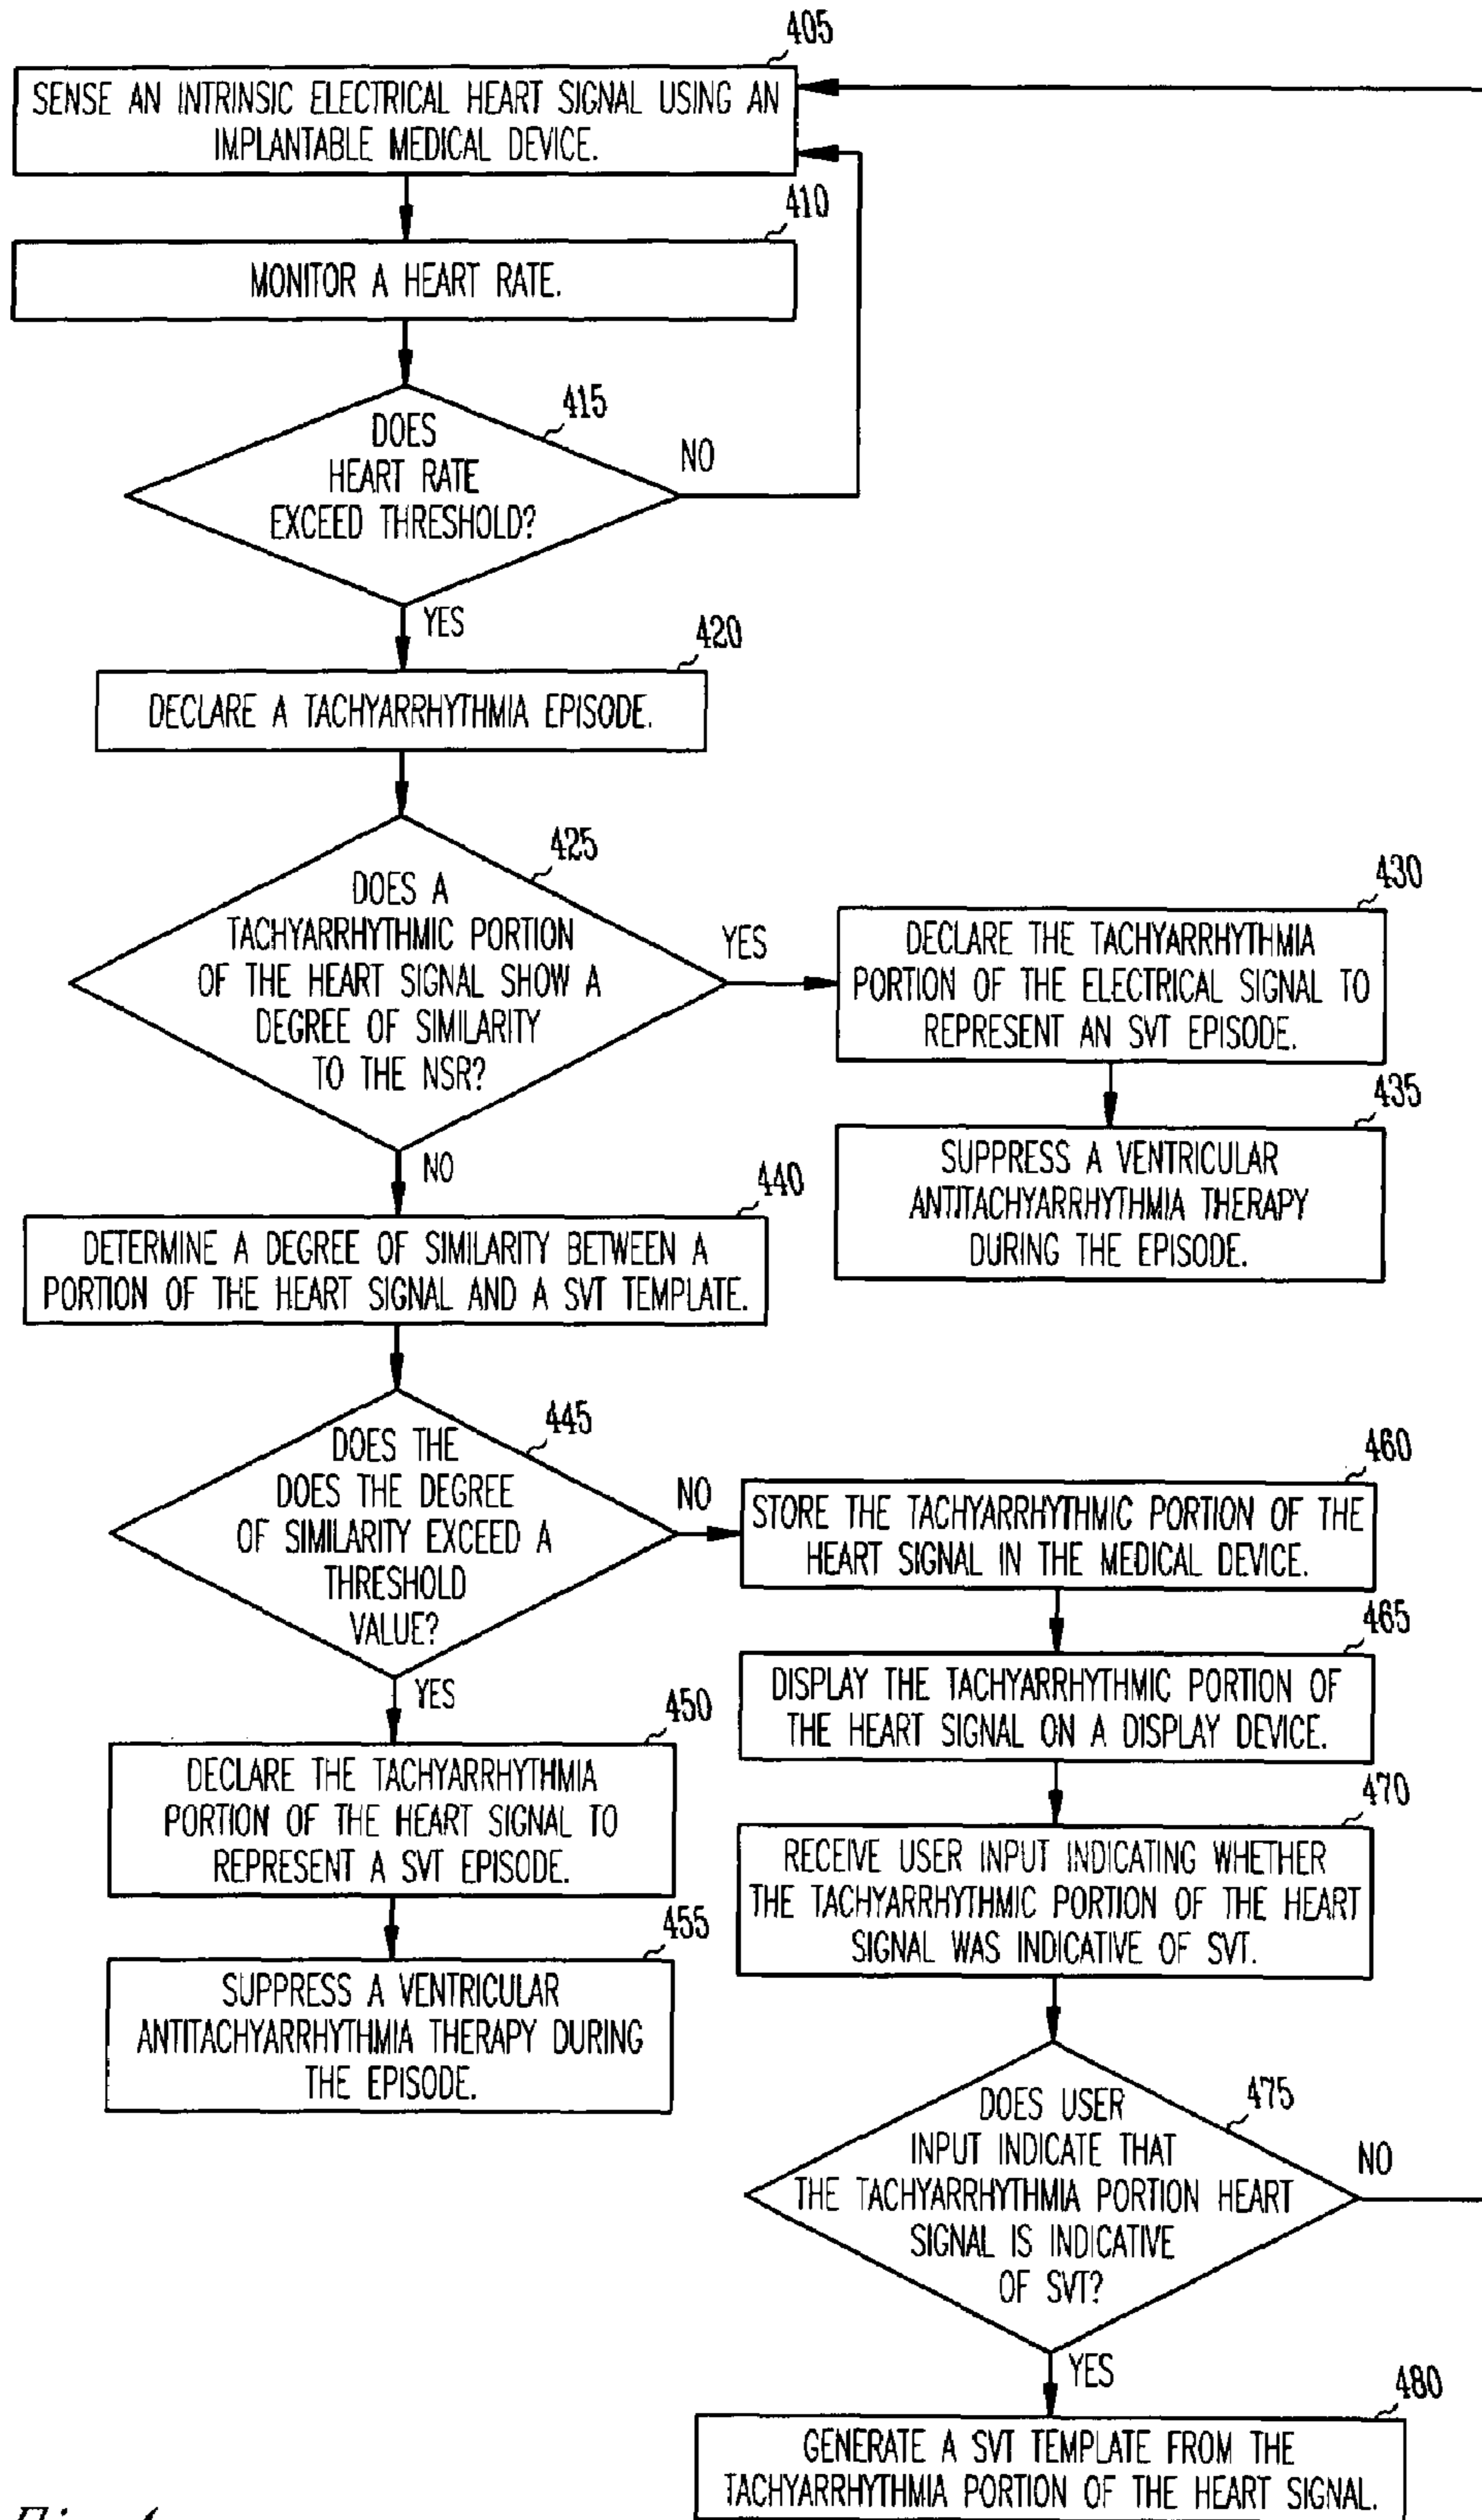 405
SENSE AN INTRINSIC ELECTRICAL HEART SIGNAL USING AN
IMPLANTABLE MEDICAL DEVICE.
410
MONITOR A HEART RATE.
415
DOES
HEART RATE
EXCEED THRESHOLD?
NO
YES
420
DECLARE A TACHYARRHYTHMIA EPISODE.
425
DOES A
TACHYARRHYTHMIC PORTION
OF THE HEART SIGNAL SHOW A
DEGREE OF SIMILARITY
TO THE NSR?
YES
NO
430
DECLARE THE TACHYARRHYTHMIA
PORTION OF THE ELECTRICAL SIGNAL TO
REPRESENT AN SVT EPISODE.
435
SUPPRESS A VENTRICULAR
ANTITACHYARRHYTHMIA THERAPY
DURING THE EPISODE.
440
DETERMINE A DEGREE OF SIMILARITY BETWEEN A
PORTION OF THE HEART SIGNAL AND A SVT TEMPLATE.
445
DOES THE
DOES THE DEGREE
OF SIMILARITY EXCEED A
THRESHOLD
VALUE?
NO
YES
450
DECLARE THE TACHYARRHYTHMIA
PORTION OF THE HEART SIGNAL TO
REPRESENT A SVT EPISODE.
455
SUPPRESS A VENTRICULAR
ANTITACHYARRHYTHMIA THERAPY DURING
THE EPISODE.
460
STORE THE TACHYARRHYTHMIC PORTION OF THE
HEART SIGNAL IN THE MEDICAL DEVICE.
465
DISPLAY THE TACHYARRHYTHMIC PORTION OF
THE HEART SIGNAL ON A DISPLAY DEVICE.
470
RECEIVE USER INPUT INDICATING WHETHER
THE TACHYARRHYTHMIC PORTION OF THE HEART
SIGNAL WAS INDICATIVE OF SVT.
475
DOES USER
INPUT INDICATE THAT
THE TACHYARRHYTHMIA PORTION HEART
SIGNAL IS INDICATIVE
OF SVT?
NO
YES
480
GENERATE A SVT TEMPLATE FROM THE
TACHYARRHYTHMIA PORTION OF THE HEART SIGNAL.